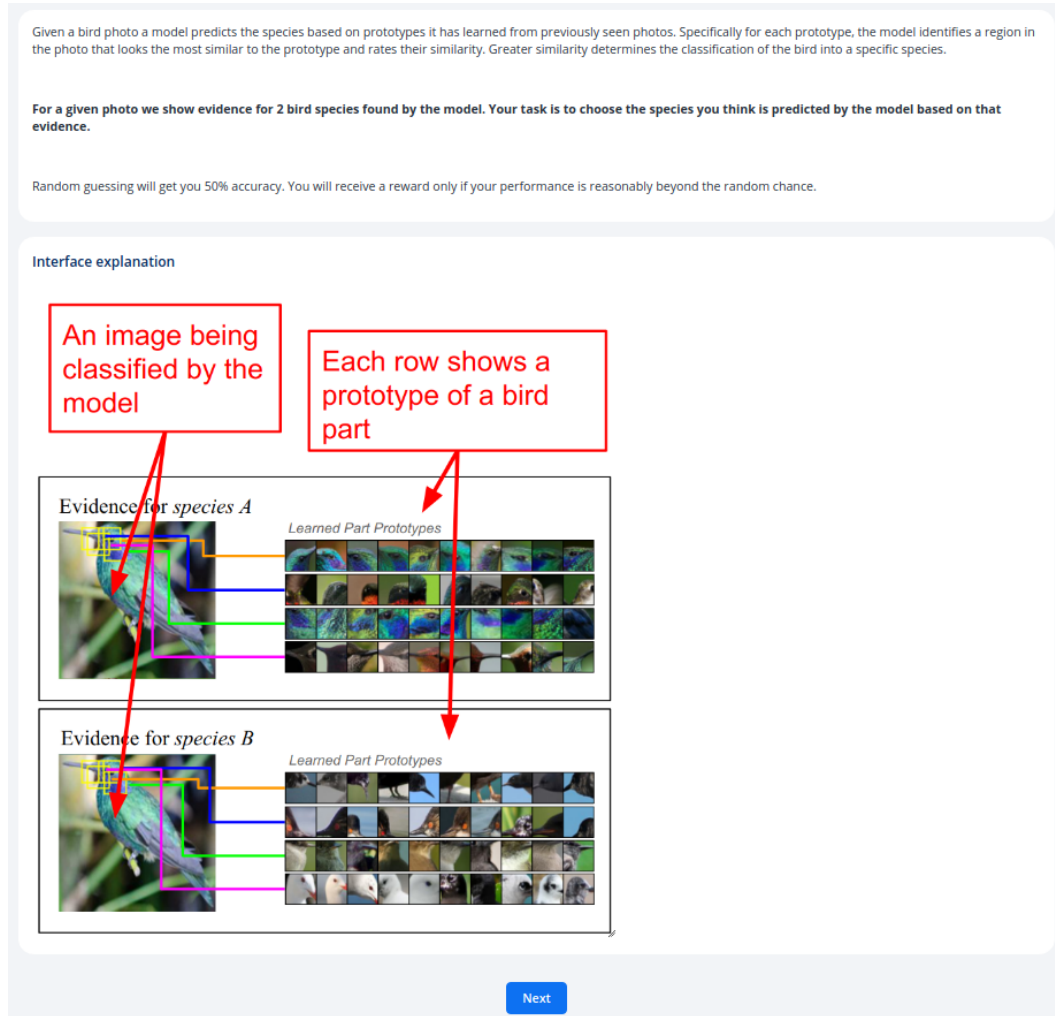 Given a bird photo a model predicts the species based on prototypes it has learned from previously seen photos. Specifically for each prototype, the model identifies a region in
the photo that looks the most similar to the prototype and rates their similarity. Greater similarity determines the classification of the bird into a specific species.
For a given photo we show evidence for 2 bird species found by the model. Your task is to choose the species you think is predicted by the model based on that
evidence.
Random guessing will get you 50% accuracy. You will receive a reward only if your performance is reasonably beyond the random chance.
Interface explanation
An image being
classified by the
model
Each row shows a
prototype of a bird
part
Evidence for species A
Learned Part Prototypes
Evidence for species B
Learned Part Prototypes
Next